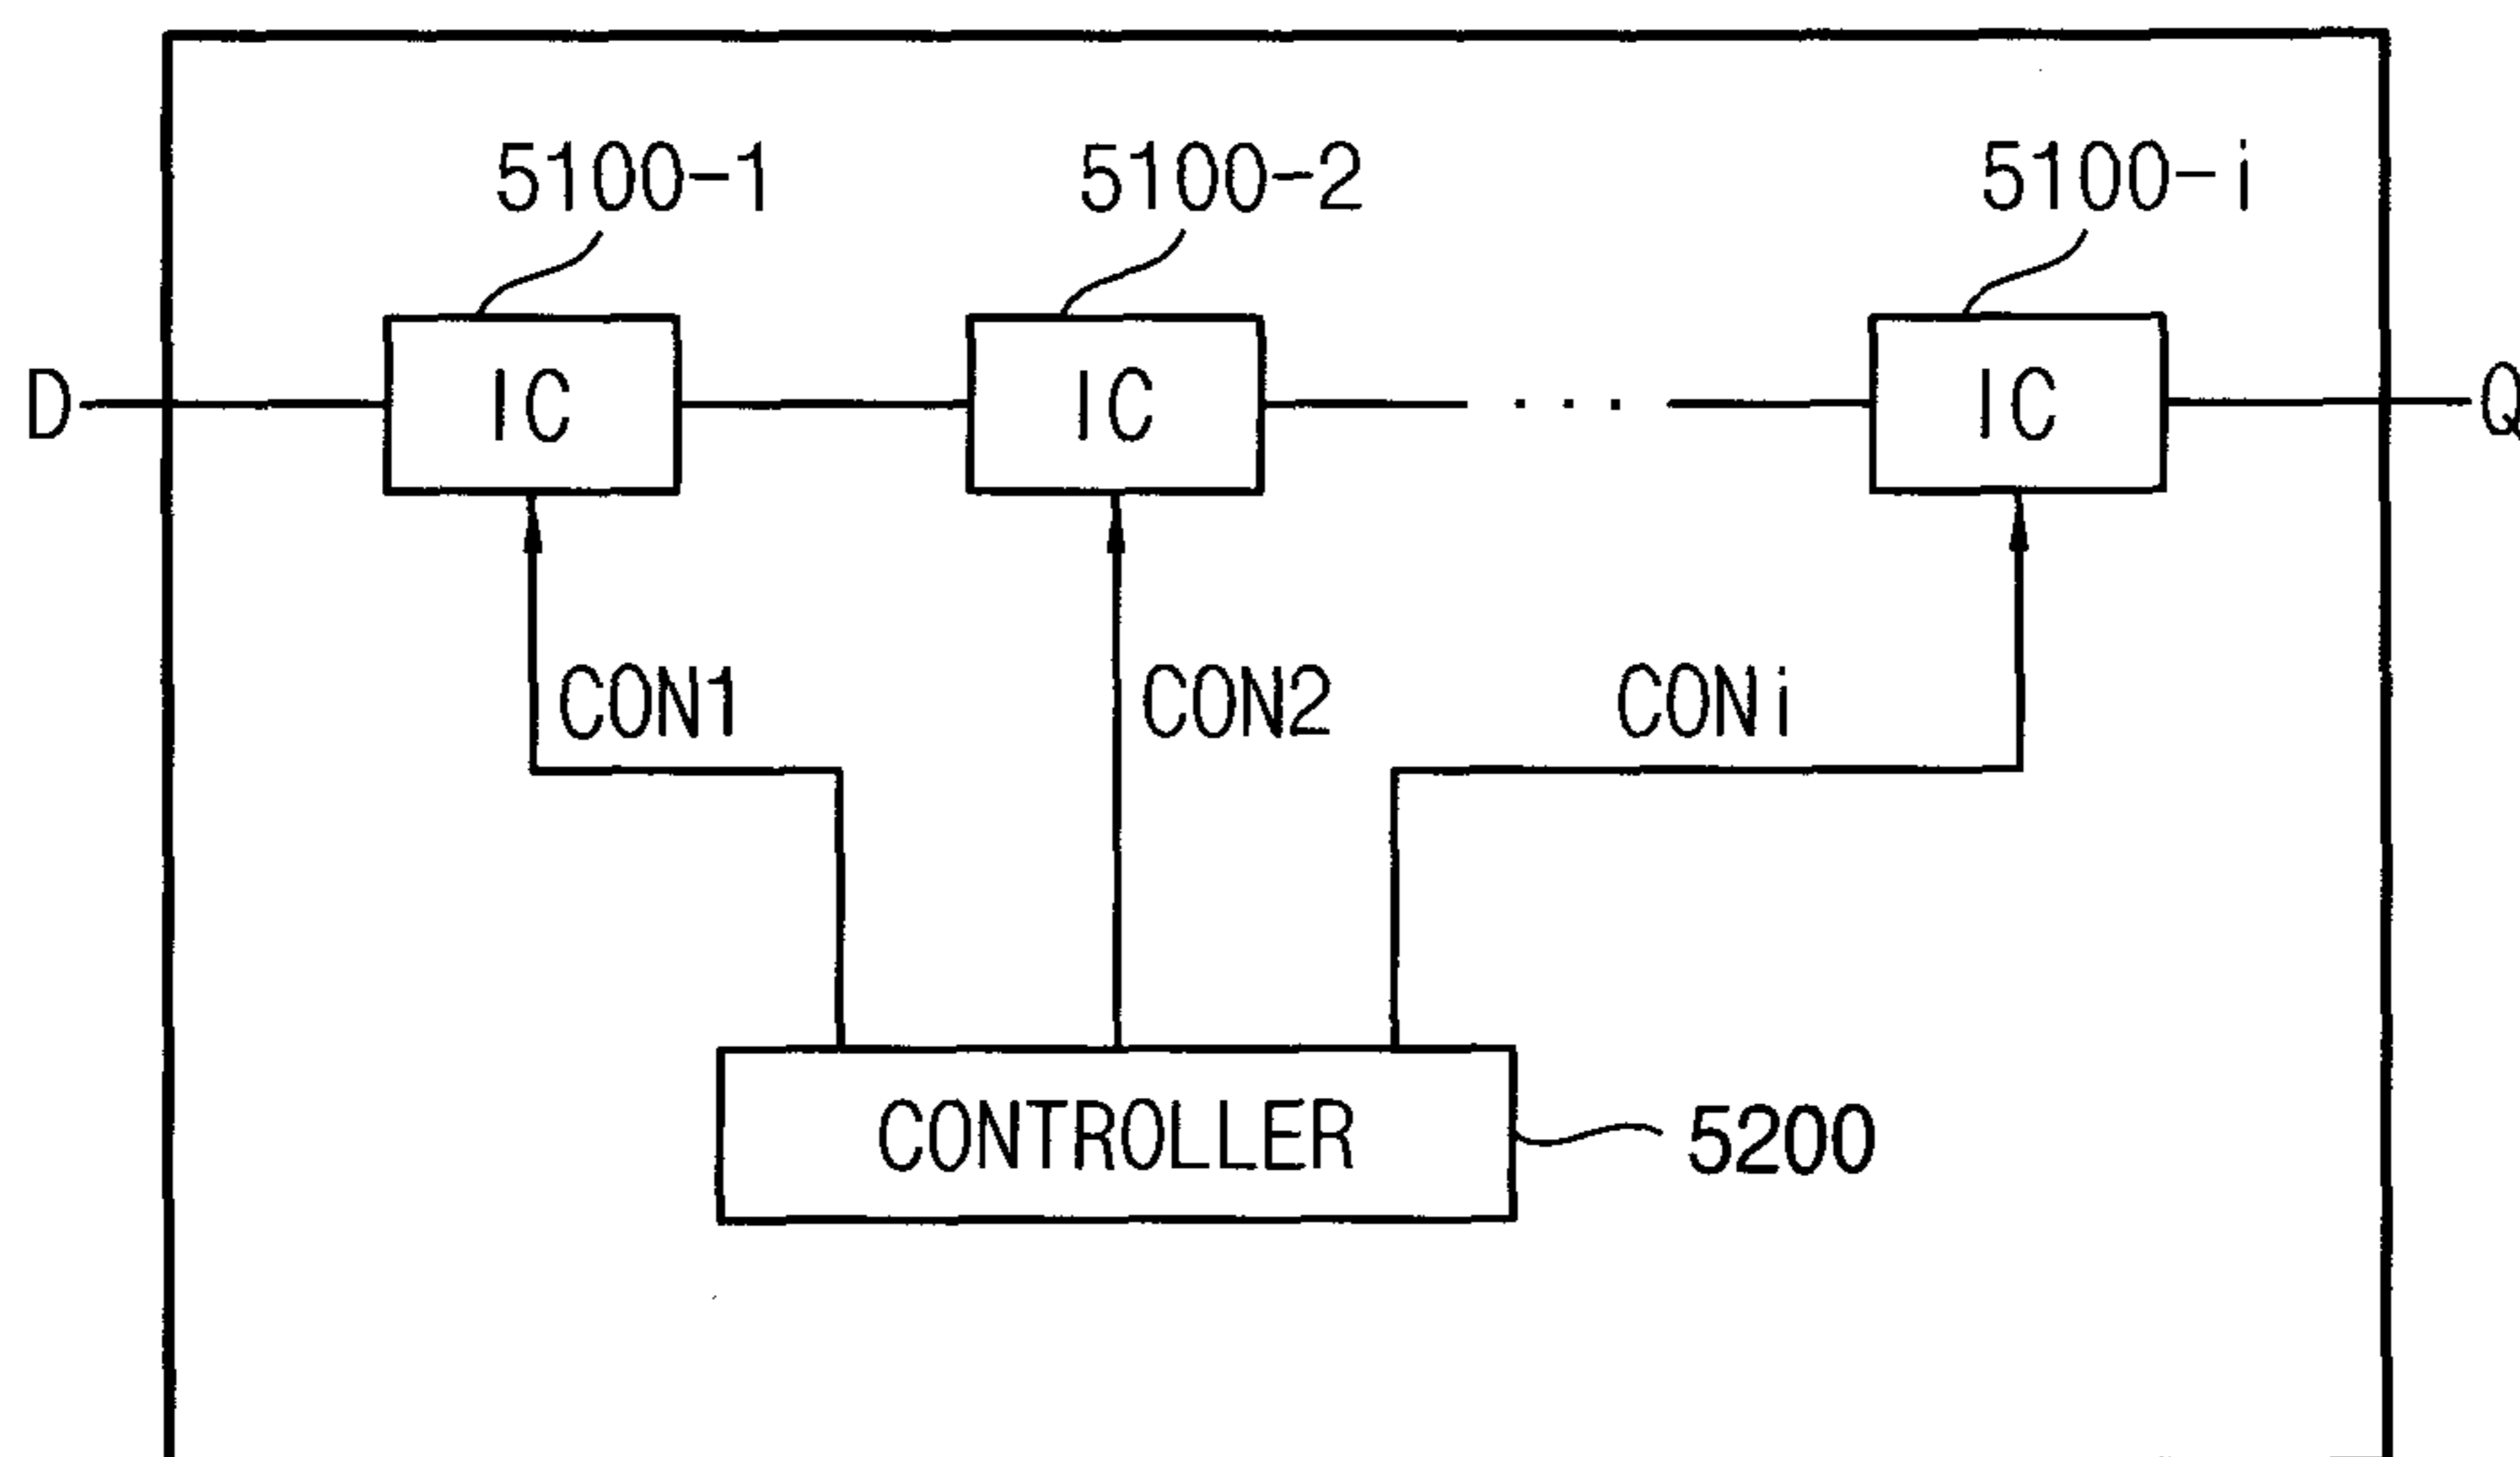 5100-1 5100-2 5100-i
D IC IC ... IC Q
CON1 CON2 CONi
CONTROLLER 5200